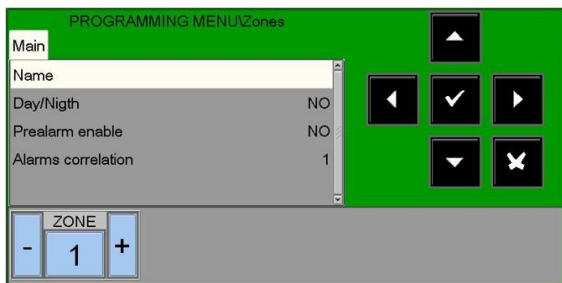 PROGRAMMING MENU\Zones
Main
Name
Day/Nigth NO
Prealarm enable NO
Alarms correlation 1
ZONE
- 1 +